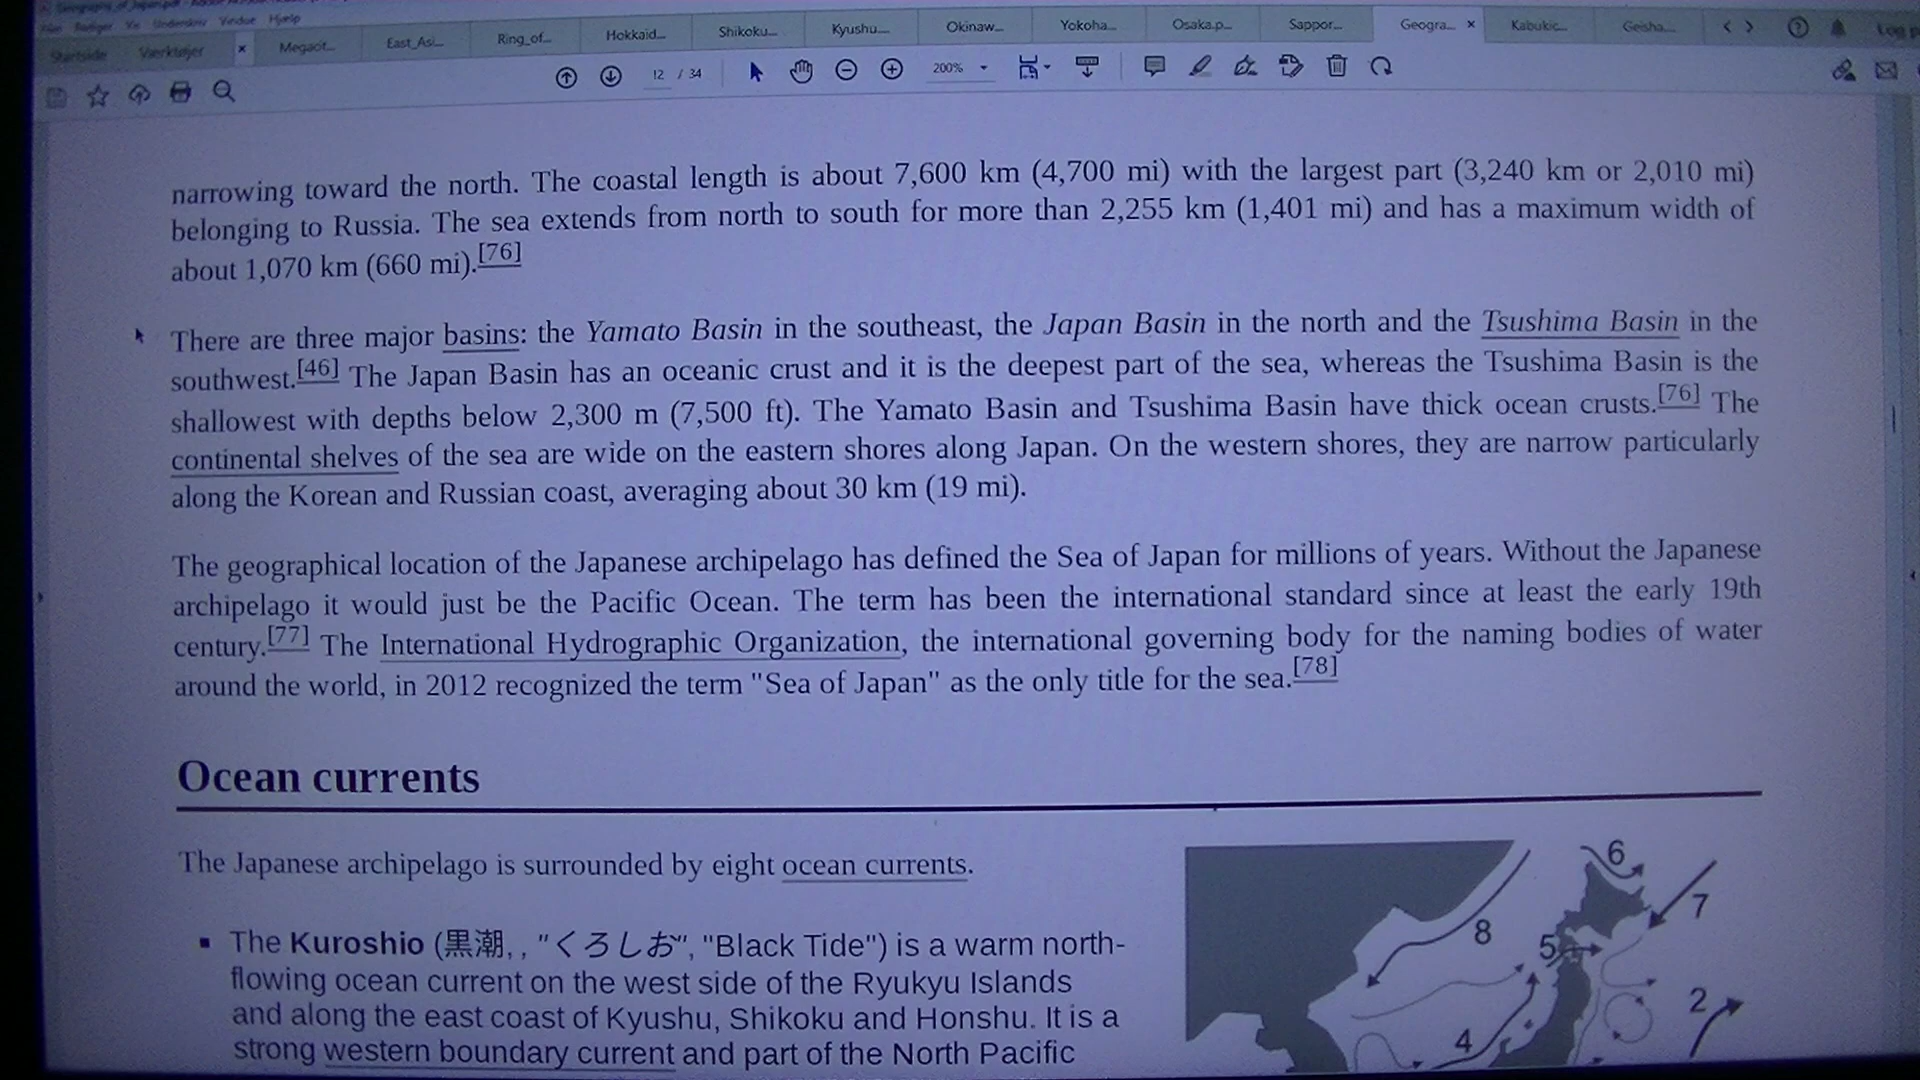 Vindue Hjælp
Startside Værktøjer × Megaot... East_Asi... Ring_of... Hokkaid... Shikoku... Kyushu.... Okinaw... Yokoha... Osaka.p... Sappor... Geogra... × Kabukic... Geisha...
12 / 34 200%
narrowing toward the north. The coastal length is about 7,600 km (4,700 mi) with the largest part (3,240 km or 2,010 mi)
belonging to Russia. The sea extends from north to south for more than 2,255 km (1,401 mi) and has a maximum width of
about 1,070 km (660 mi).[76]
There are three major basins: the Yamato Basin in the southeast, the Japan Basin in the north and the Tsushima Basin in the
southwest.[46] The Japan Basin has an oceanic crust and it is the deepest part of the sea, whereas the Tsushima Basin is the
shallowest with depths below 2,300 m (7,500 ft). The Yamato Basin and Tsushima Basin have thick ocean crusts.[76] The
continental shelves of the sea are wide on the eastern shores along Japan. On the western shores, they are narrow particularly
along the Korean and Russian coast, averaging about 30 km (19 mi).
The geographical location of the Japanese archipelago has defined the Sea of Japan for millions of years. Without the Japanese
archipelago it would just be the Pacific Ocean. The term has been the international standard since at least the early 19th
century.[77] The International Hydrographic Organization, the international governing body for the naming bodies of water
around the world, in 2012 recognized the term "Sea of Japan" as the only title for the sea.[78]
Ocean currents
The Japanese archipelago is surrounded by eight ocean currents.
▪ The Kuroshio (黒潮, , "くろしお", "Black Tide") is a warm north-
flowing ocean current on the west side of the Ryukyu Islands
and along the east coast of Kyushu, Shikoku and Honshu. It is a
strong western boundary current and part of the North Pacific
6
7
8
5
2
4